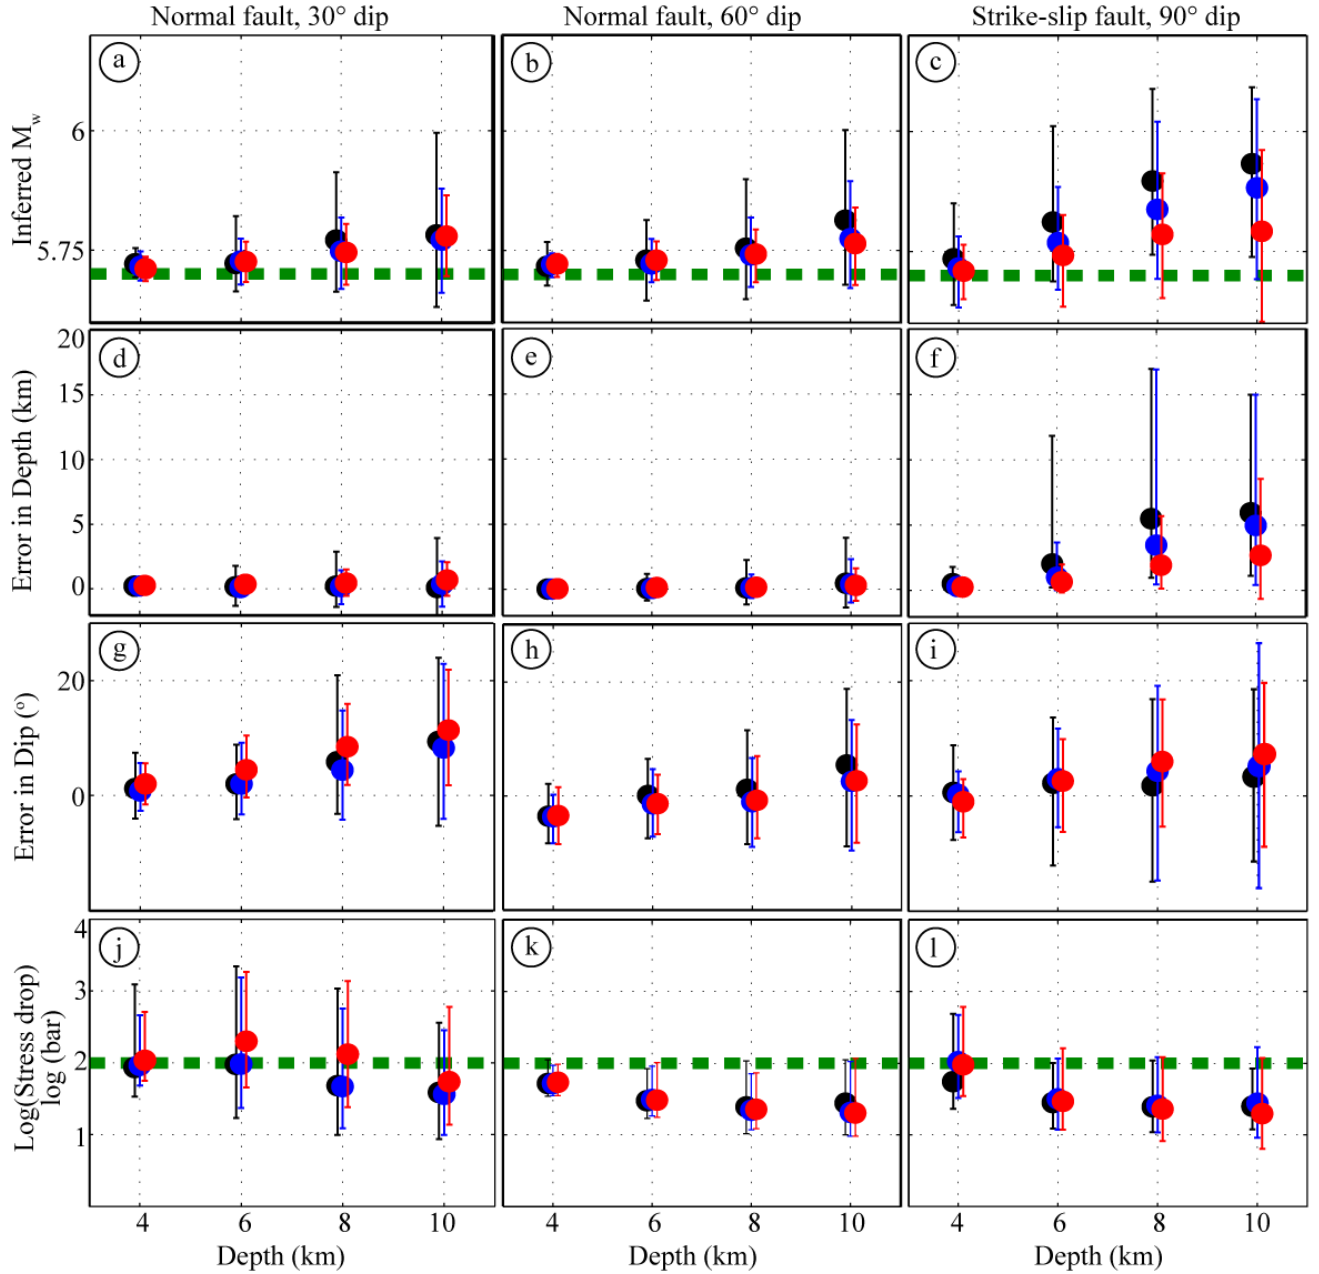 Normal fault, 30° dip
Normal fault, 60° dip
Strike-slip fault, 90° dip
a
b
c
Inferred Mw
6
5.75
d
e
f
Error in Depth (km)
20
15
10
5
0
g
h
i
Error in Dip (°)
20
0
j
k
l
Log(Stress drop)
log (bar)
4
3
2
1
4 6 8 10
4 6 8 10
4 6 8 10
Depth (km)
Depth (km)
Depth (km)